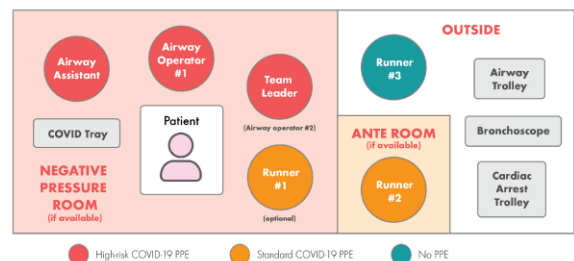 OUTSIDE
Airway
Assistant
Airway
Operator
#1
Team
Leader
(Airway operator #2)
Runner
#3
Airway
Trolley
COVID Tray
Patient
ANTE ROOM
(if available)
Bronchoscope
NEGATIVE
PRESSURE
ROOM
(if available)
Runner
#1
(optional)
Runner
#2
Cardiac
Arrest
Trolley
High-risk COVID-19 PPE
Standard COVID-19 PPE
No PPE